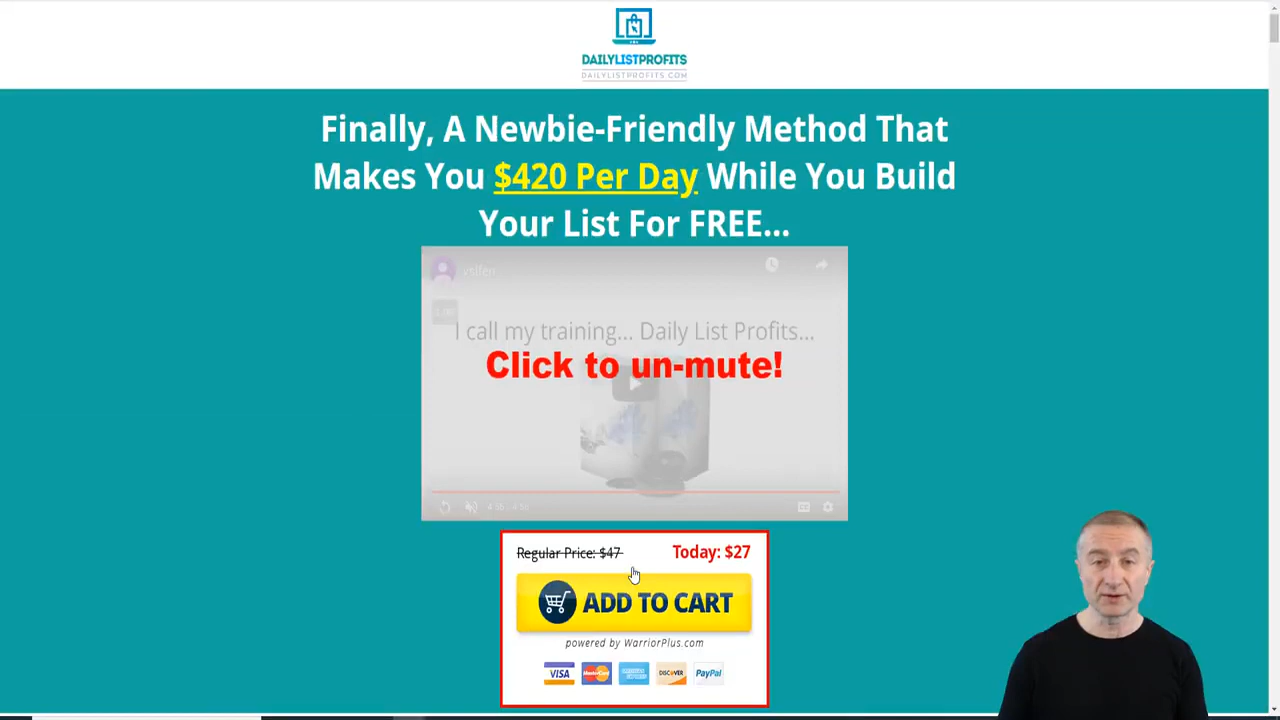 DAILYLISTPROFITS
DAILYLISTPROFITS.COM
Finally, A Newbie-Friendly Method That
Makes You $420 Per Day While You Build
Your List For FREE...
I call my training... Daily List Profits...
Click to un-mute!
Regular Price: $47
Today: $27
ADD TO CART
powered by WarriorPlus.com
VISA
MasterCard
DISCOVER
PayPal